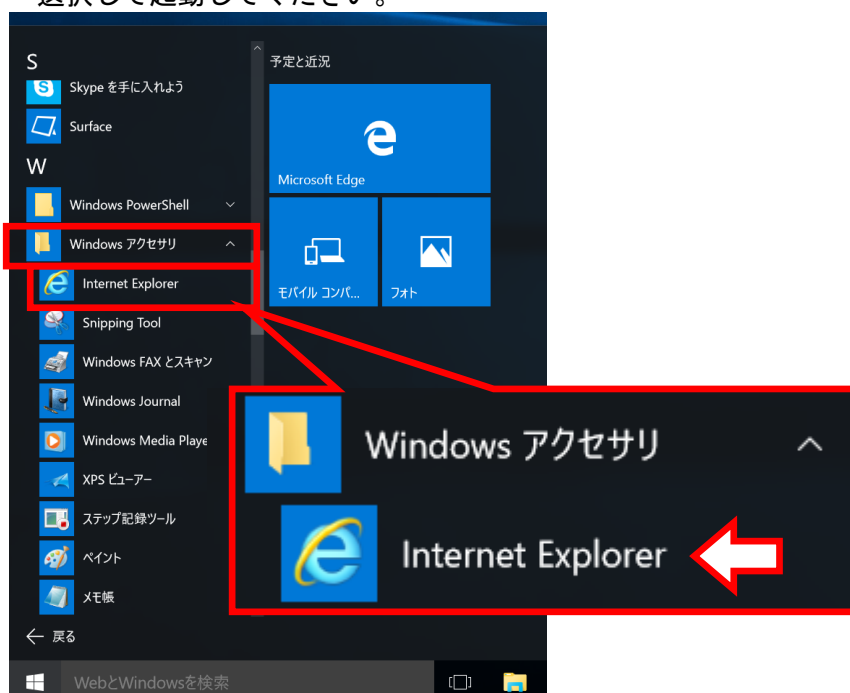 選択して起動してください。
S
Skype を手に入れよう
Surface
W
Windows PowerShell
Windows アクセサリ
Internet Explorer
Snipping Tool
Windows FAX とスキャン
Windows Journal
Windows Media Playe
XPS ビューアー
ステップ記録ツール
ペイント
メモ帳
戻る
WebとWindowsを検索
予定と近況
Microsoft Edge
モバイル コンパ...
フォト
Windows アクセサリ
Internet Explorer